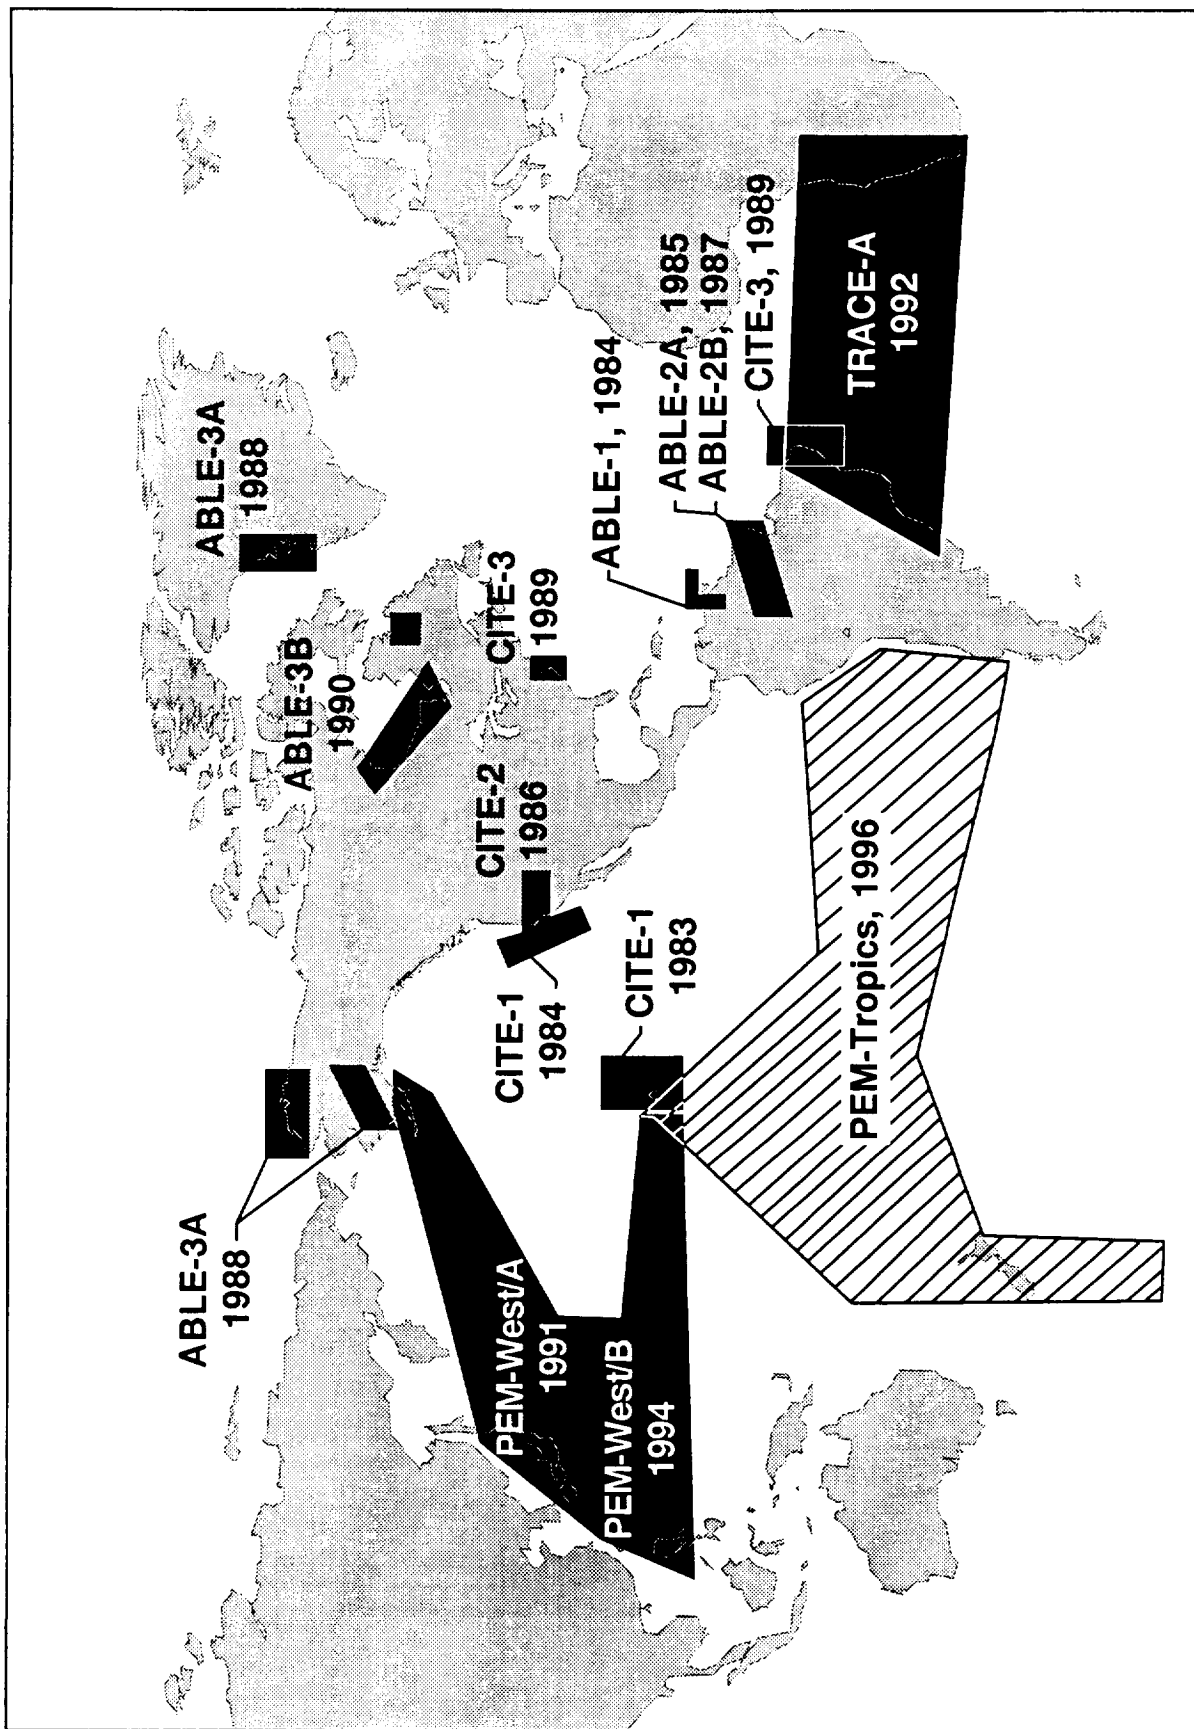 ABLE-3A
1988
ABLE-3A
1988
ABLE-3B
1990
CITE-3
1989
CITE-2
1986
CITE-1
1984
CITE-1
1983
PEM-West/A
1991
PEM-West/B
1994
ABLE-1, 1984
ABLE-2A, 1985
ABLE-2B, 1987
CITE-3, 1989
TRACE-A
1992
PEM-Tropics, 1996